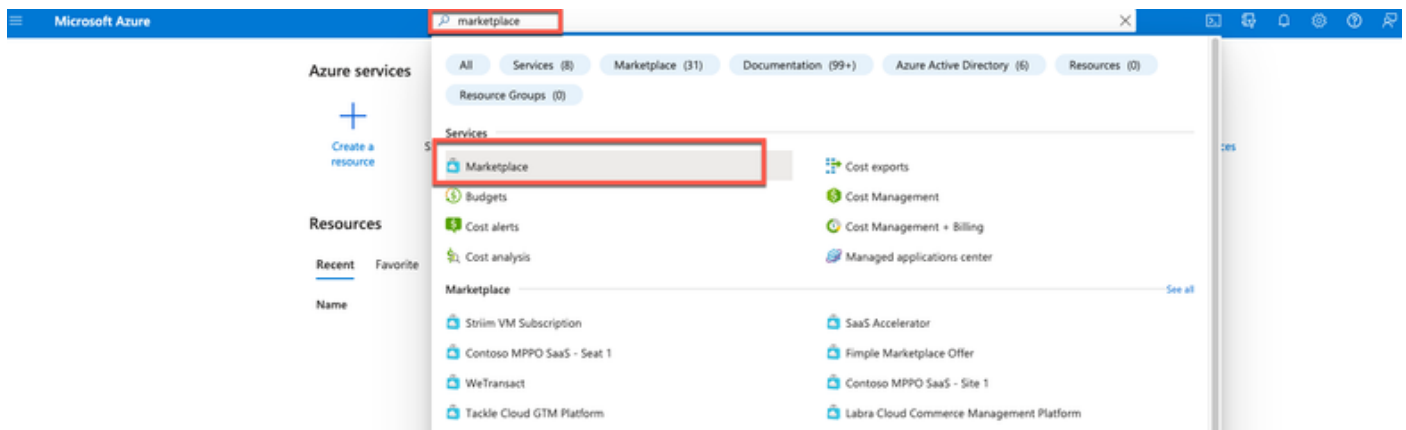 Microsoft Azure
marketplace
Azure services
All
Services (8)
Marketplace (31)
Documentation (99+)
Azure Active Directory (6)
Resources (0)
Resource Groups (0)
Create a
resource
Services
Marketplace
Cost exports
Budgets
Cost Management
Cost alerts
Cost Management + Billing
Cost analysis
Managed applications center
Resources
Recent
Favorite
Name
Marketplace
See all
Striim VM Subscription
SaaS Accelerator
Contoso MPPO SaaS - Seat 1
Fimple Marketplace Offer
WeTransact
Contoso MPPO SaaS - Site 1
Tackle Cloud GTM Platform
Labra Cloud Commerce Management Platform